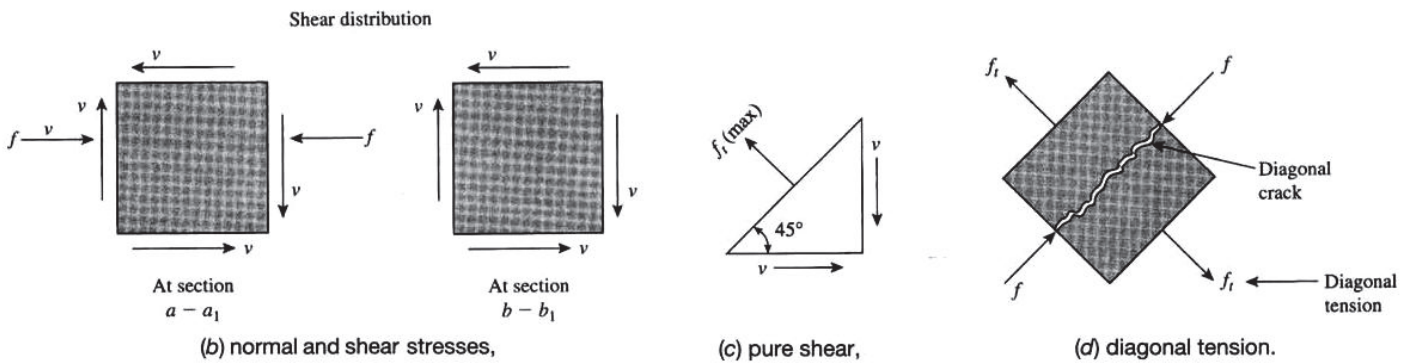 Shear distribution
v
v
f
v
f
v
v
At section
a − a₁
v
v
v
v
At section
b − b₁
(b) normal and shear stresses,
fₜ (max)
v
45°
v
(c) pure shear,
fₜ
f
Diagonal
crack
f
fₜ
Diagonal
tension
(d) diagonal tension.